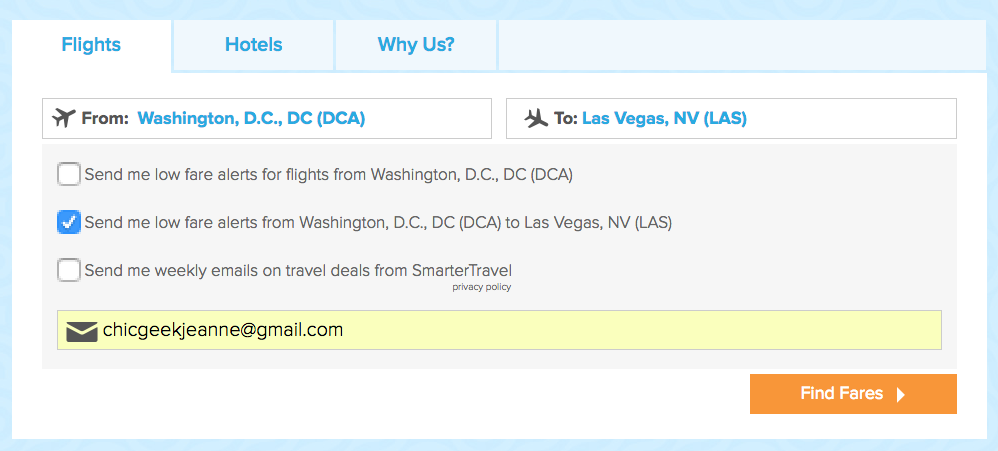 Flights Hotels Why Us?
From: Washington, D.C., DC (DCA) To: Las Vegas, NV (LAS)
Send me low fare alerts for flights from Washington, D.C., DC (DCA)
Send me low fare alerts from Washington, D.C., DC (DCA) to Las Vegas, NV (LAS)
Send me weekly emails on travel deals from SmarterTravel
privacy policy
chicgeekjeanne@gmail.com
Find Fares